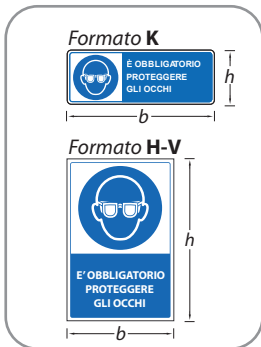 Formato K
È OBBLIGATORIO
PROTEGGERE
GLI OCCHI
h
b
Formato H-V
E' OBBLIGATORIO
PROTEGGERE
GLI OCCHI
h
b